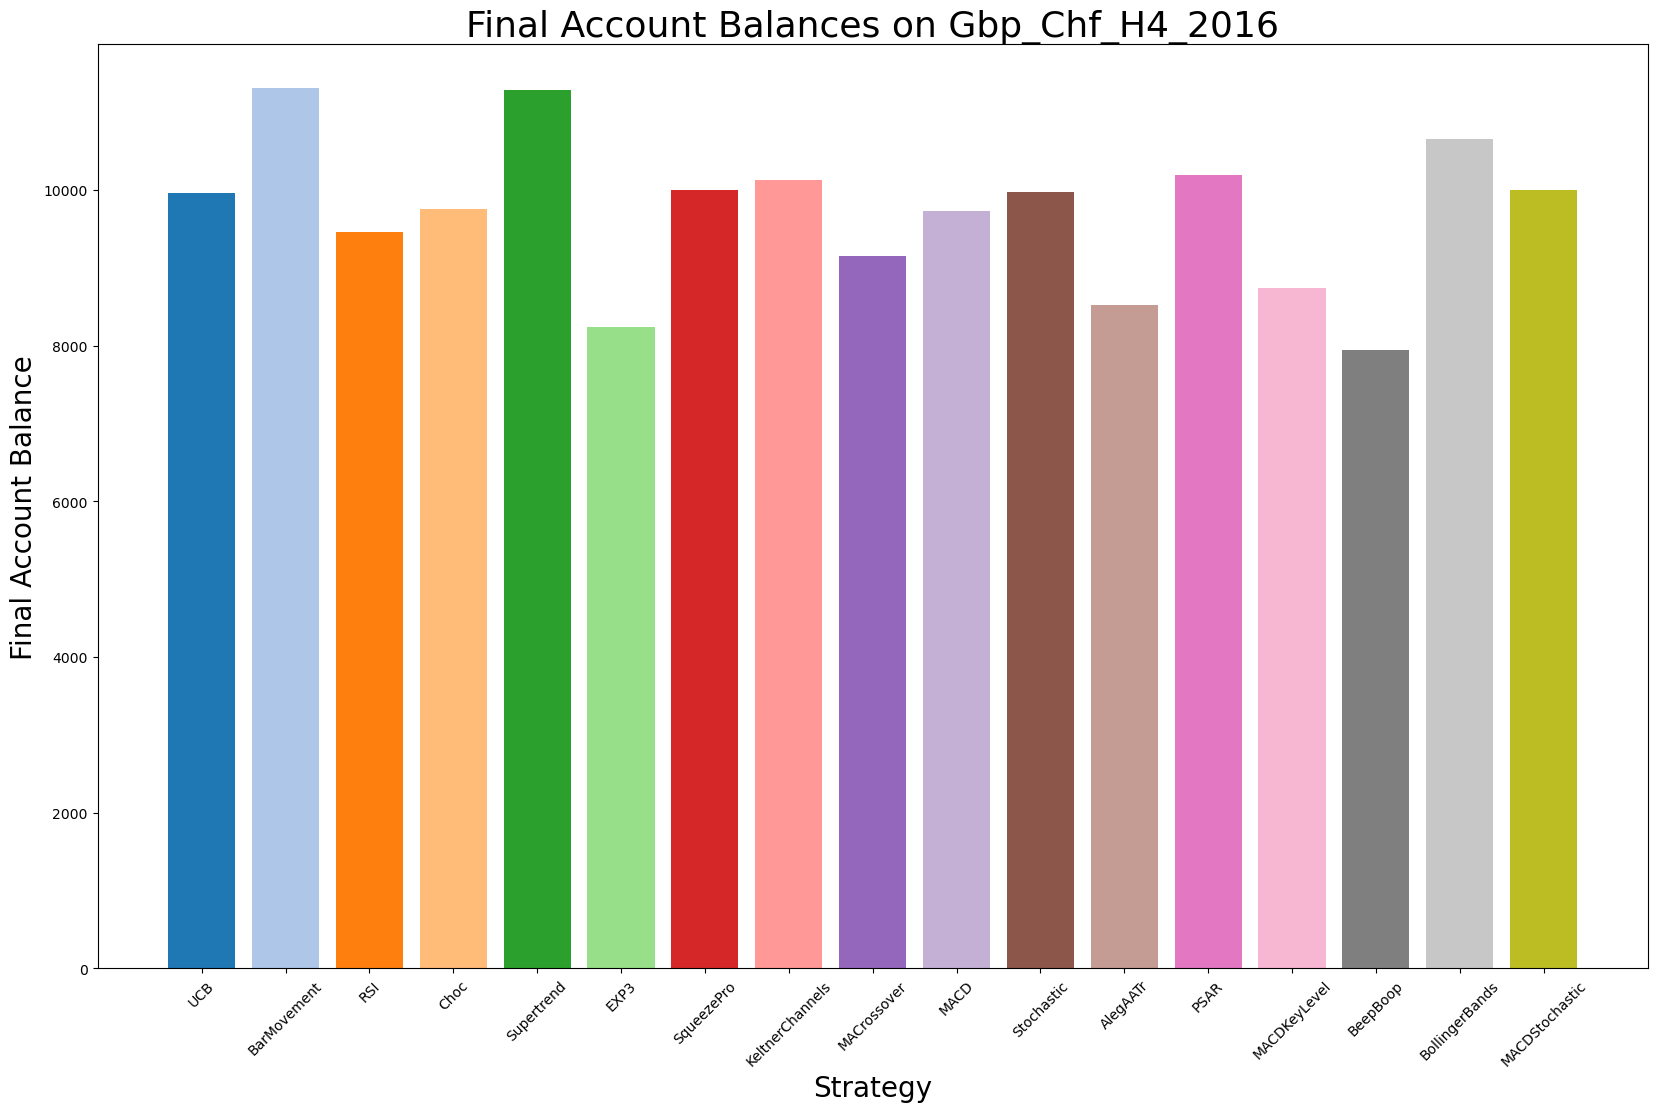 Final Account Balances on Gbp_Chf_H4_2016
Final Account Balance
10000
8000
6000
4000
2000
0
UCB
BarMovement
RSI
Choc
Supertrend
EXP3
SqueezePro
KeltnerChannels
MACrossover
MACD
Stochastic
AlegAATr
PSAR
MACDKeyLevel
BeepBoop
BollingerBands
MACDStochastic
Strategy